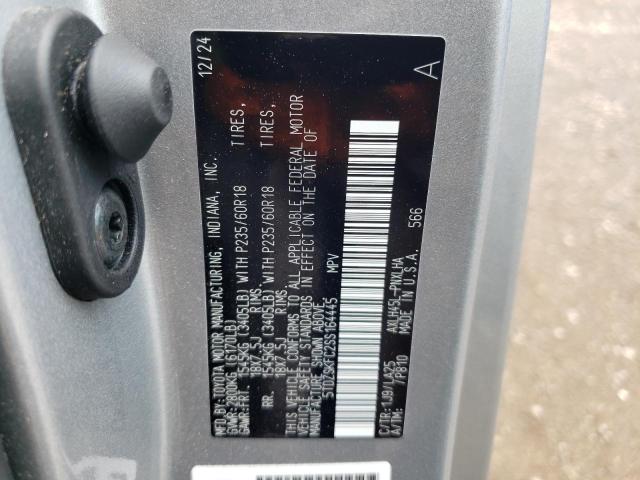 MFD.BY: TOYOTA MOTOR MANUFACTURING, INDIANA, INC. 12/24
GVWR: 2800KG (6170LB)
GAWR: FRT. 1545KG (3405LB) WITH P235/60R18 TIRES,
18X7.5J RIMS.
RR. 1545KG (3405LB) WITH P235/60R18 TIRES,
18X7.5J RIMS.
THIS VEHICLE CONFORMS TO ALL APPLICABLE FEDERAL MOTOR
VEHICLE SAFETY STANDARDS IN EFFECT ON THE DATE OF
MANUFACTURE SHOWN ABOVE.
MPV
A
C/TR: 1J9/LA25 AXLH45L-PNXLHA 566
A/TM: /P810 MADE IN U.S.A.